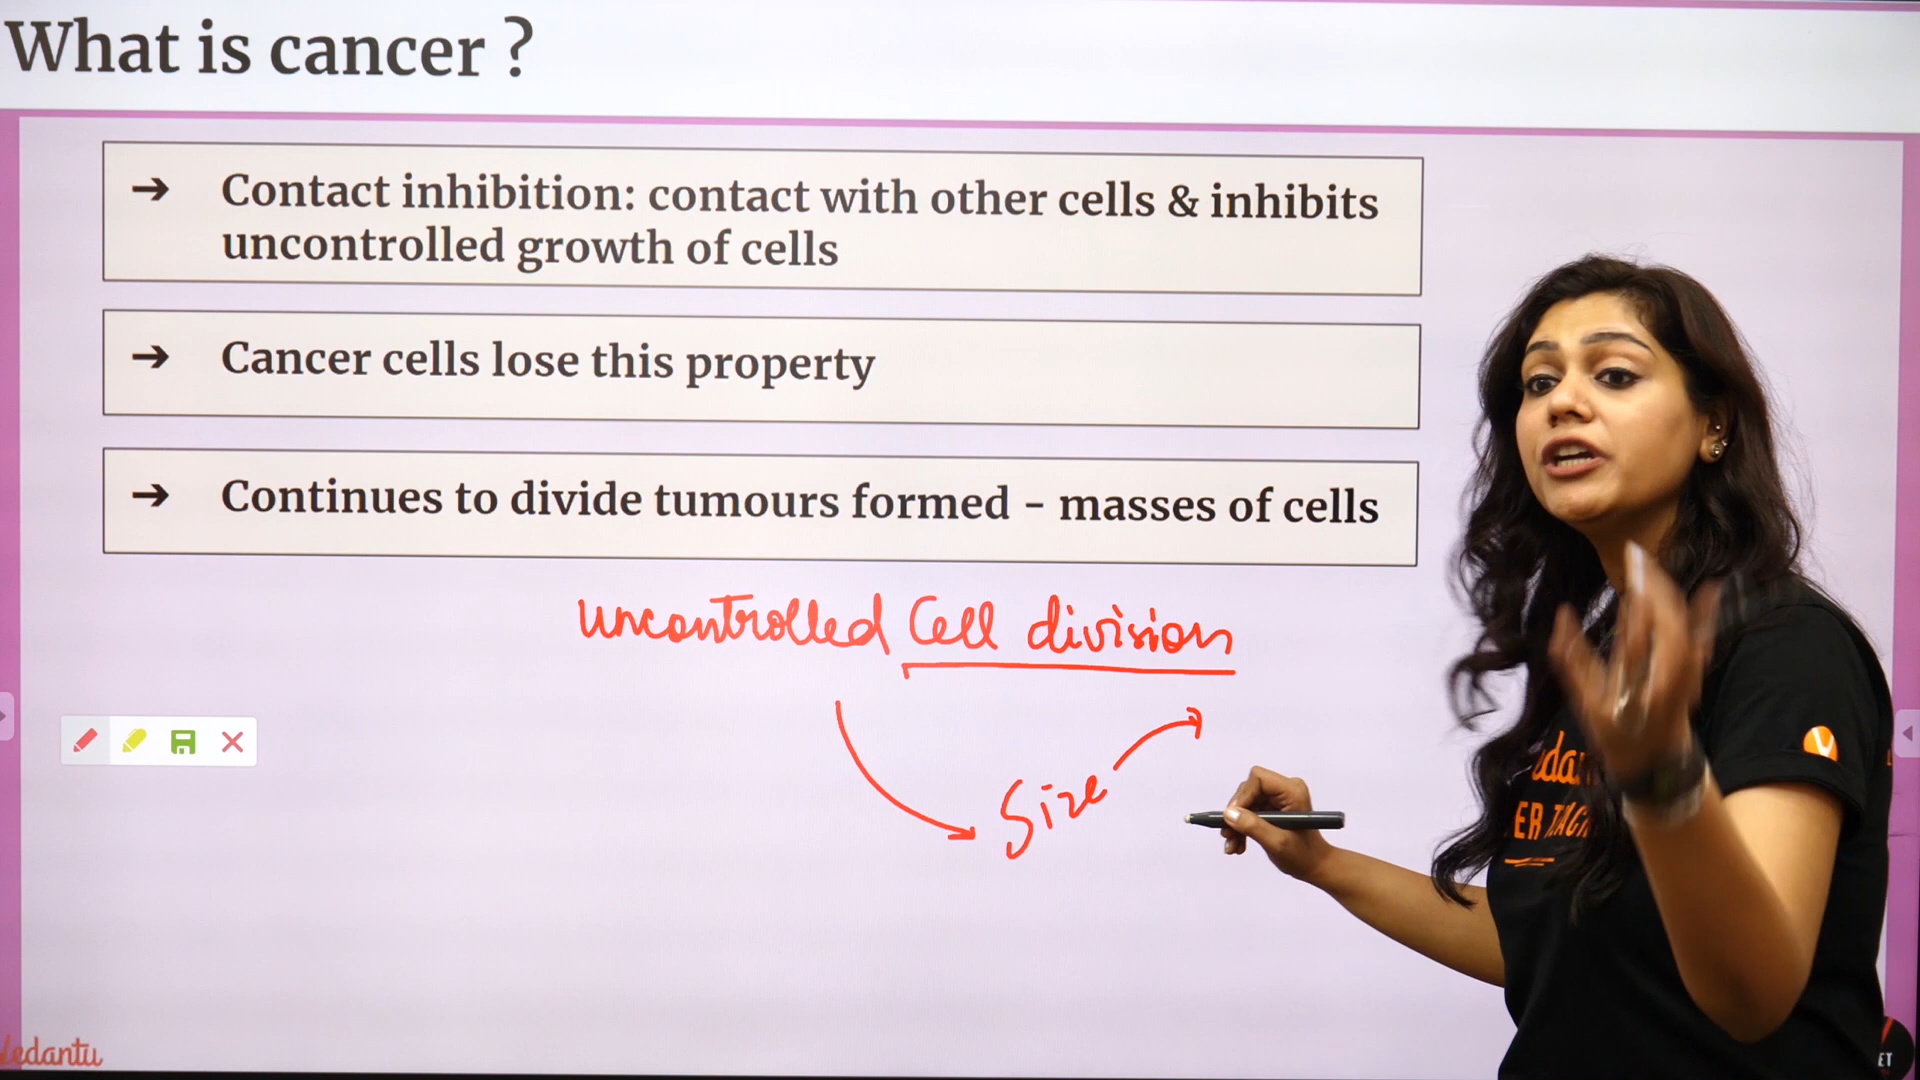 What is cancer ?
➔ Contact inhibition: contact with other cells & inhibits
uncontrolled growth of cells
➔ Cancer cells lose this property
➔ Continues to divide tumours formed - masses of cells
uncontrolled Cell division
Size
ET